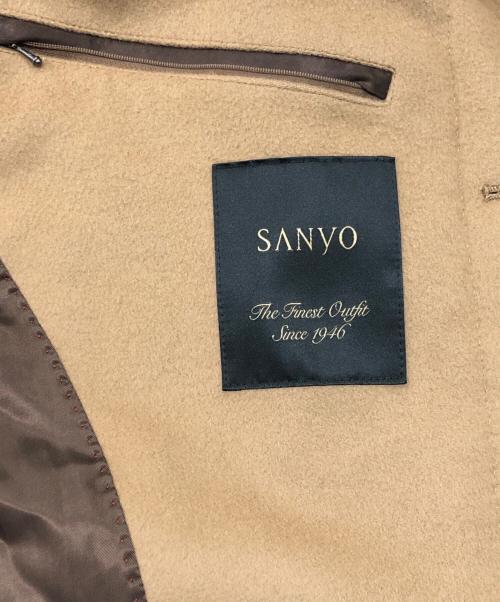 SANYO
The Finest Outfit
Since 1946